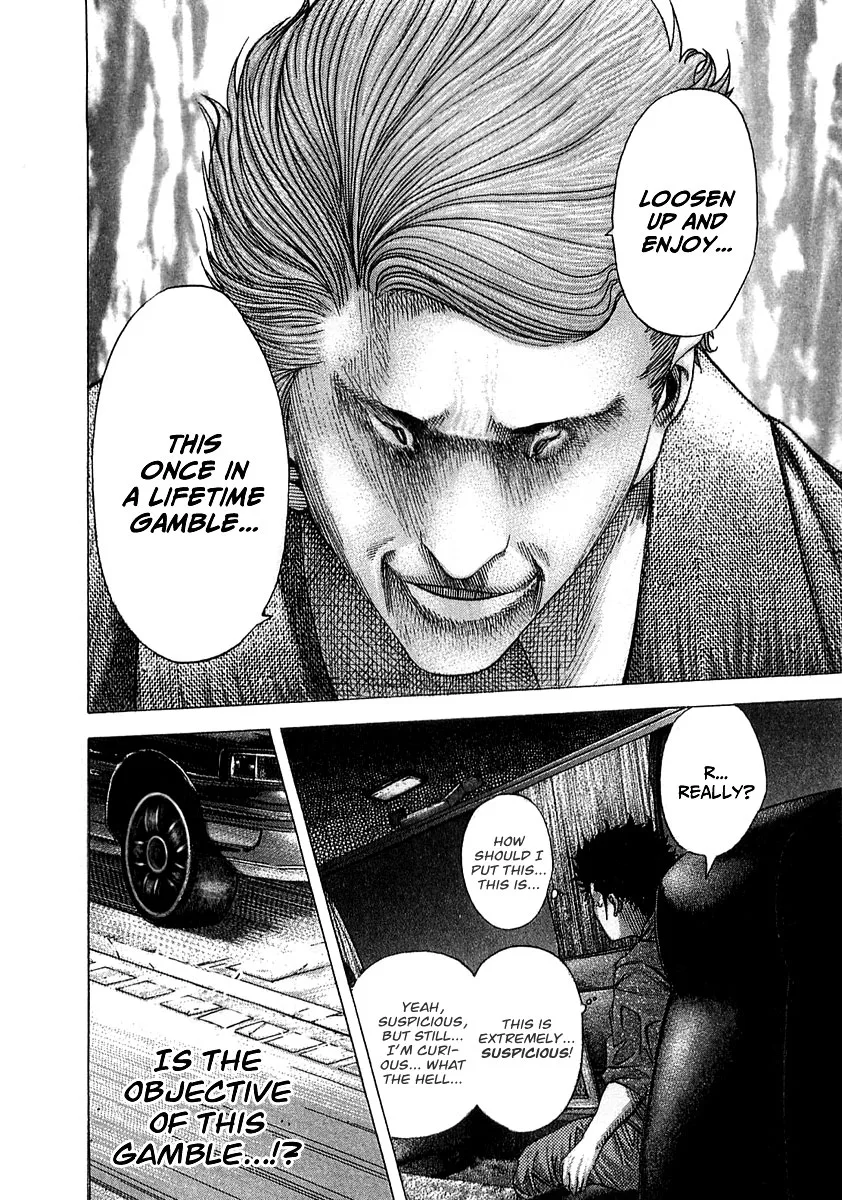 LOOSEN
UP AND
ENJOY...
THIS
ONCE IN
A LIFETIME
GAMBLE...
R...
REALLY?
HOW
SHOULD I
PUT THIS...
THIS IS...
THIS IS
EXTREMELY...
SUSPICIOUS!
YEAH,
SUSPICIOUS,
BUT STILL...
I'M CURI-
OUS... WHAT
THE HELL...
IS THE
OBJECTIVE
OF THIS
GAMBLE...!?